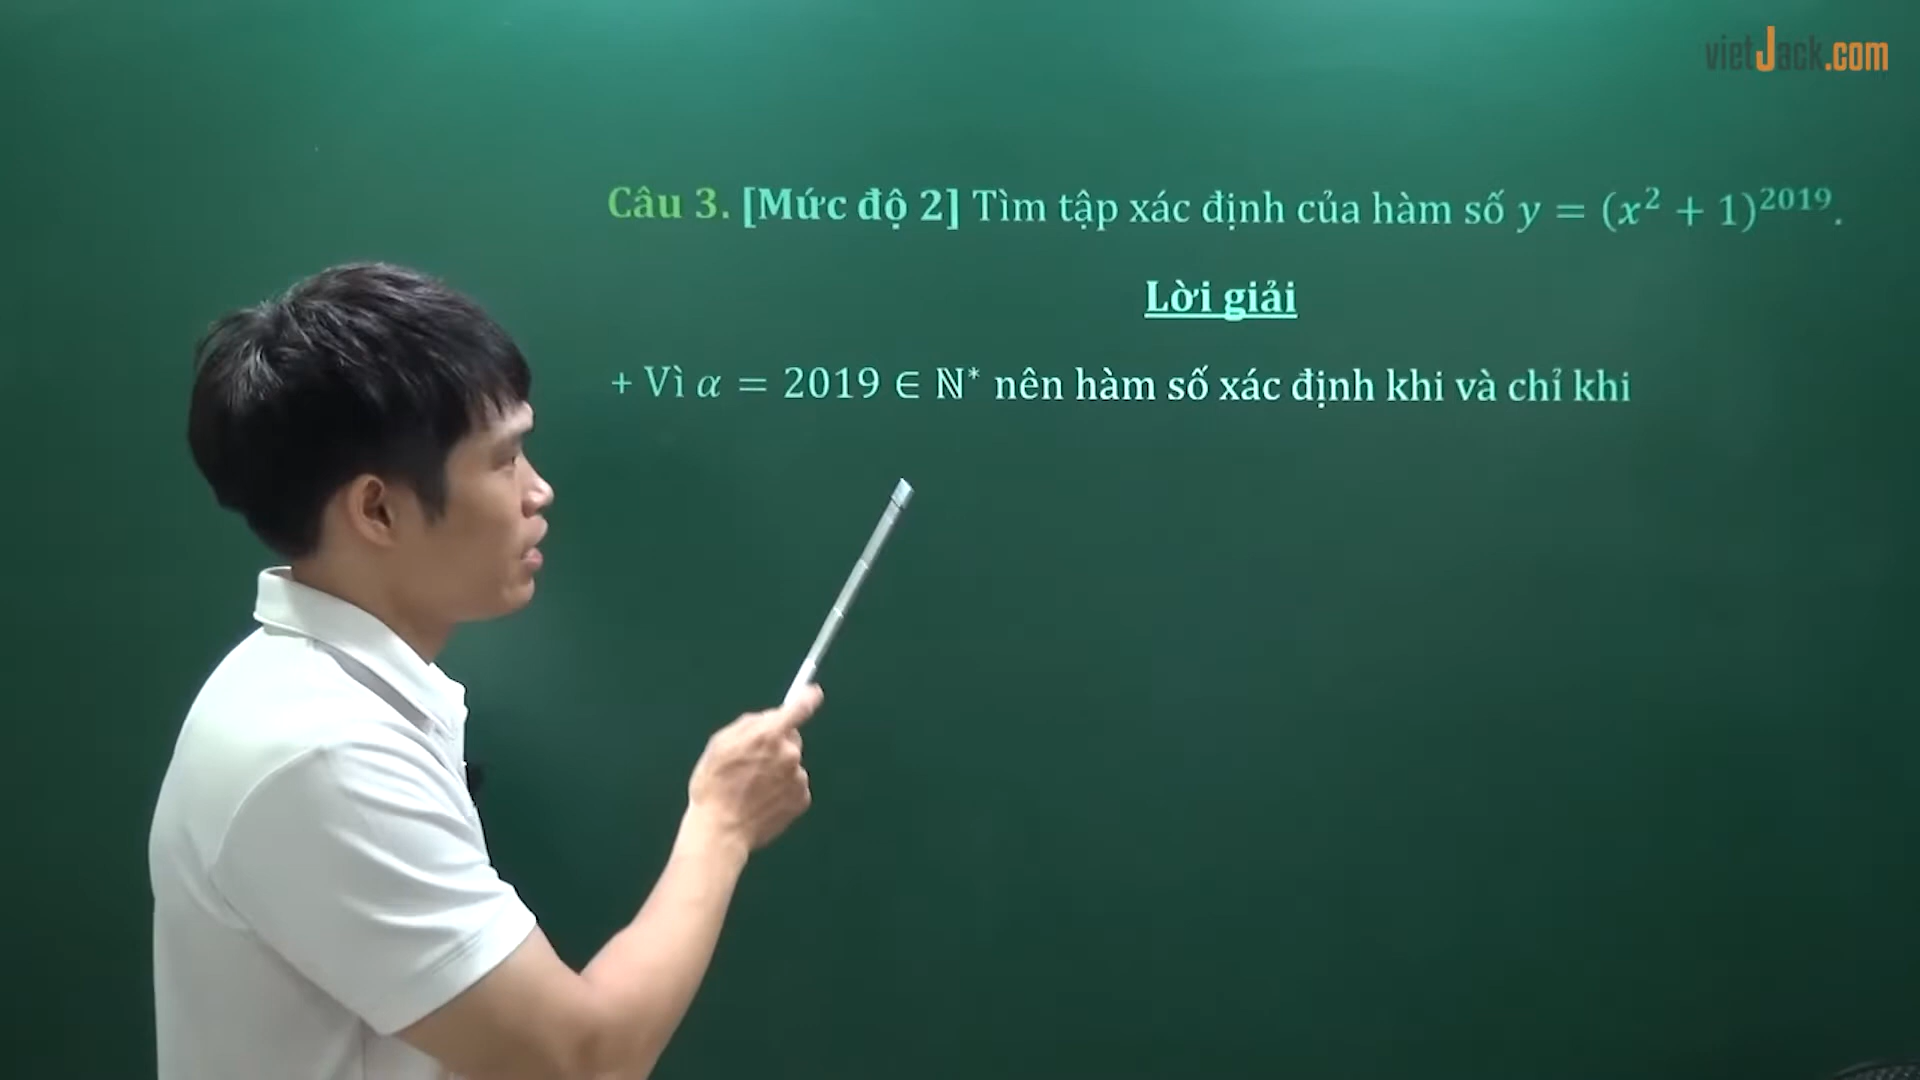 vietJack.com
Câu 3. [Mức độ 2] Tìm tập xác định của hàm số y = (x² + 1)²⁰¹⁹.
Lời giải
+ Vì α = 2019 ∈ ℕ* nên hàm số xác định khi và chỉ khi